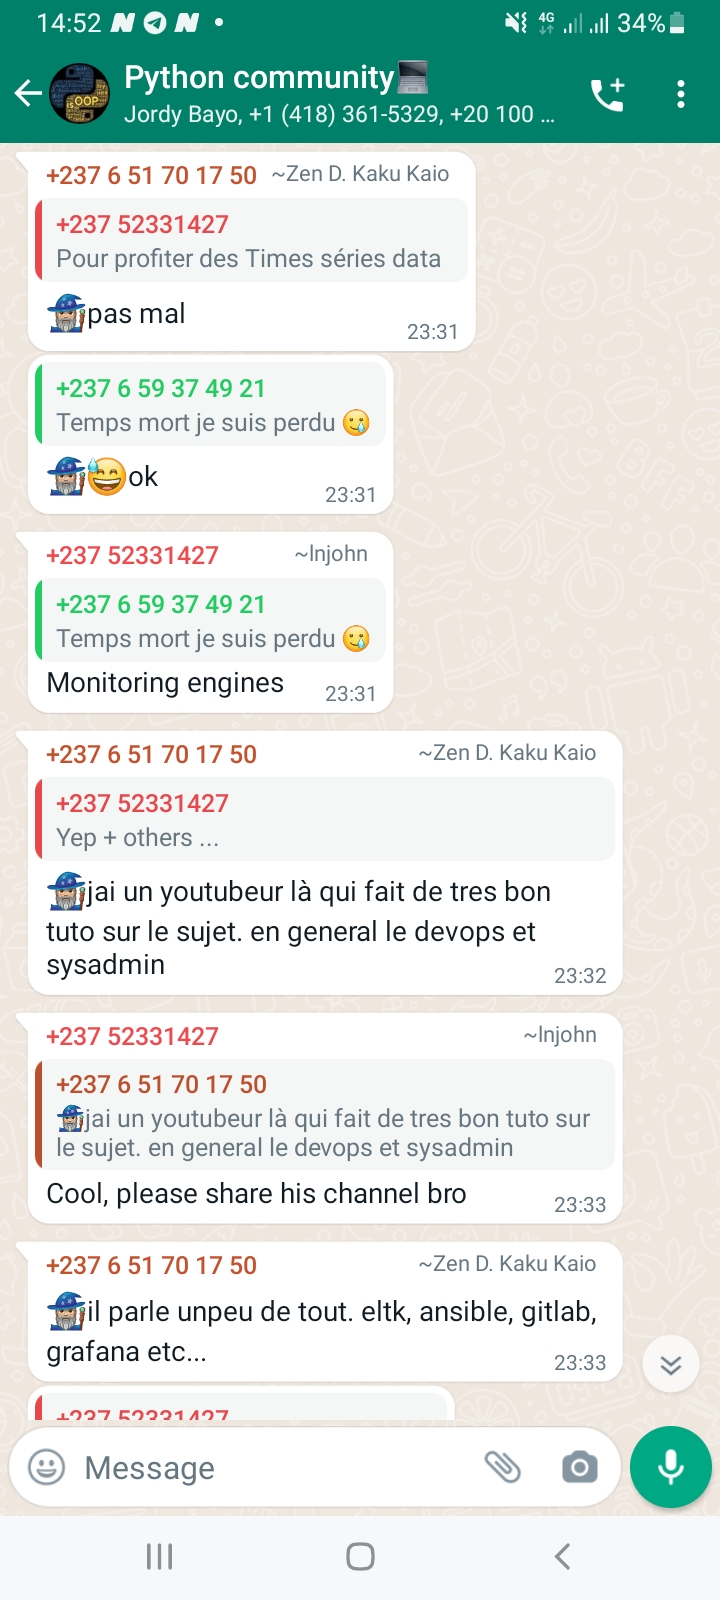 14:52
4G
34%
Python community💻
Jordy Bayo, +1 (418) 361-5329, +20 100 ...
+237 6 51 70 17 50 ~Zen D. Kaku Kaio
+237 52331427
Pour profiter des Times séries data
🧙🏼‍♂️pas mal
23:31
+237 6 59 37 49 21
Temps mort je suis perdu 🥲
🧙🏼‍♂️😅ok
23:31
+237 52331427 ~lnjohn
+237 6 59 37 49 21
Temps mort je suis perdu 🥲
Monitoring engines 23:31
+237 6 51 70 17 50 ~Zen D. Kaku Kaio
+237 52331427
Yep + others ...
🧙🏼‍♂️jai un youtubeur là qui fait de tres bon
tuto sur le sujet. en general le devops et
sysadmin
23:32
+237 52331427 ~lnjohn
+237 6 51 70 17 50
🧙🏼‍♂️jai un youtubeur là qui fait de tres bon tuto sur
le sujet. en general le devops et sysadmin
Cool, please share his channel bro
23:33
+237 6 51 70 17 50 ~Zen D. Kaku Kaio
🧙🏼‍♂️il parle unpeu de tout. eltk, ansible, gitlab,
grafana etc...
23:33
+237 52331427
Message